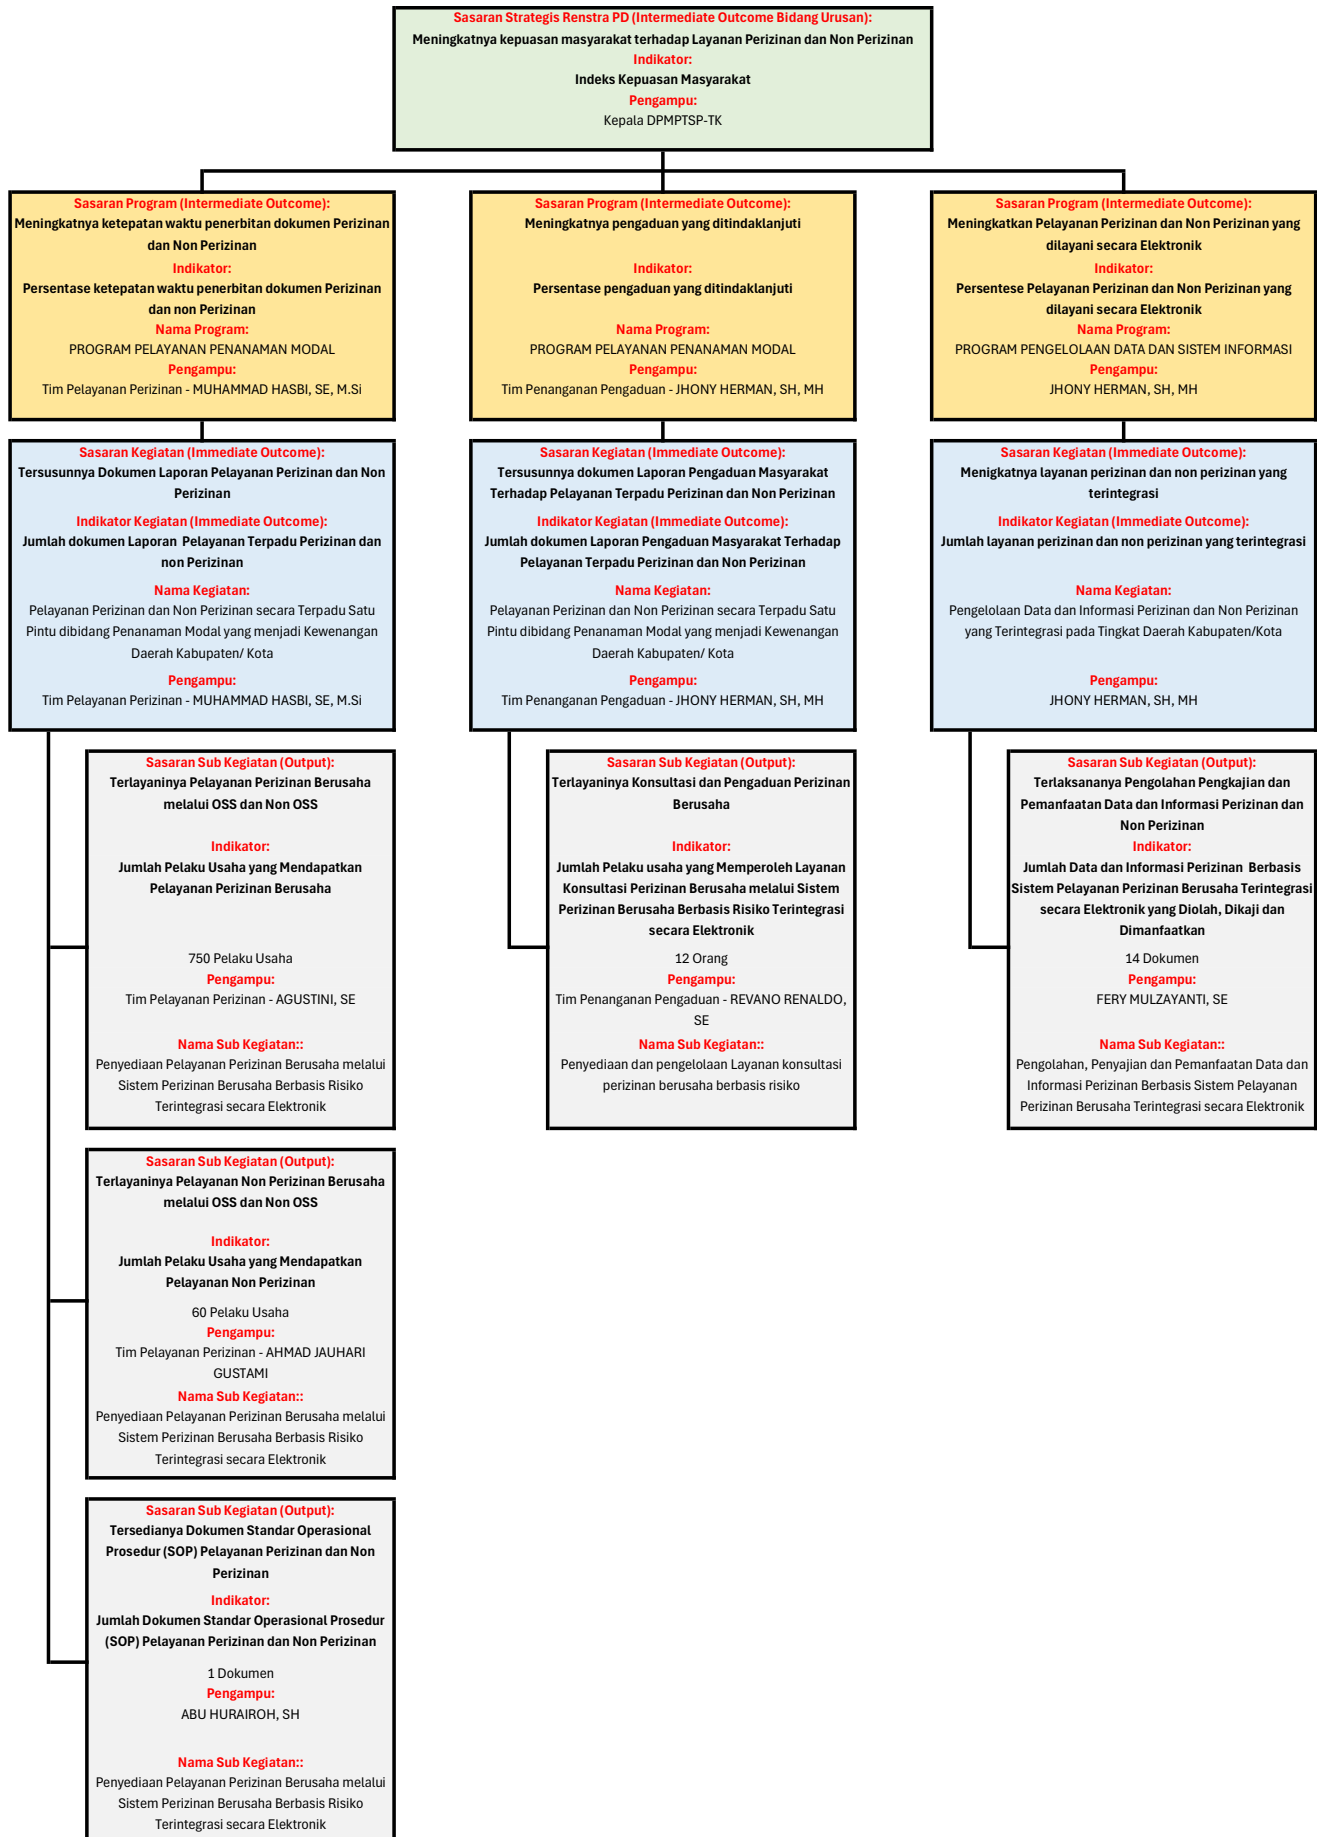 Sasaran Strategis Renstra PD (Intermediate Outcome Bidang Urusan):
Meningkatnya kepuasan masyarakat terhadap Layanan Perizinan dan Non Perizinan
Indikator:
Indeks Kepuasan Masyarakat
Pengampu:
Kepala DPMPTSP-TK
Sasaran Program (Intermediate Outcome):
Meningkatnya ketepatan waktu penerbitan dokumen Perizinan
dan Non Perizinan
Indikator:
Persentase ketepatan waktu penerbitan dokumen Perizinan
dan non Perizinan
Nama Program:
PROGRAM PELAYANAN PENANAMAN MODAL
Pengampu:
Tim Pelayanan Perizinan - MUHAMMAD HASBI, SE, M.Si
Sasaran Program (Intermediate Outcome):
Meningkatnya pengaduan yang ditindaklanjuti
Indikator:
Persentase pengaduan yang ditindaklanjuti
Nama Program:
PROGRAM PELAYANAN PENANAMAN MODAL
Pengampu:
Tim Penanganan Pengaduan - JHONY HERMAN, SH, MH
Sasaran Program (Intermediate Outcome):
Meningkatkan Pelayanan Perizinan dan Non Perizinan yang
dilayani secara Elektronik
Indikator:
Persentese Pelayanan Perizinan dan Non Perizinan yang
dilayani secara Elektronik
Nama Program:
PROGRAM PENGELOLAAN DATA DAN SISTEM INFORMASI
Pengampu:
JHONY HERMAN, SH, MH
Sasaran Kegiatan (Immediate Outcome):
Tersusunnya Dokumen Laporan Pelayanan Perizinan dan Non
Perizinan
Indikator Kegiatan (Immediate Outcome):
Jumlah dokumen Laporan Pelayanan Terpadu Perizinan dan
non Perizinan
Nama Kegiatan:
Pelayanan Perizinan dan Non Perizinan secara Terpadu Satu
Pintu dibidang Penanaman Modal yang menjadi Kewenangan
Daerah Kabupaten/ Kota
Pengampu:
Tim Pelayanan Perizinan - MUHAMMAD HASBI, SE, M.Si
Sasaran Kegiatan (Immediate Outcome):
Tersusunnya dokumen Laporan Pengaduan Masyarakat
Terhadap Pelayanan Terpadu Perizinan dan Non Perizinan
Indikator Kegiatan (Immediate Outcome):
Jumlah dokumen Laporan Pengaduan Masyarakat Terhadap
Pelayanan Terpadu Perizinan dan Non Perizinan
Nama Kegiatan:
Pelayanan Perizinan dan Non Perizinan secara Terpadu Satu
Pintu dibidang Penanaman Modal yang menjadi Kewenangan
Daerah Kabupaten/ Kota
Pengampu:
Tim Penanganan Pengaduan - JHONY HERMAN, SH, MH
Sasaran Kegiatan (Immediate Outcome):
Menigkatnya layanan perizinan dan non perizinan yang
terintegrasi
Indikator Kegiatan (Immediate Outcome):
Jumlah layanan perizinan dan non perizinan yang terintegrasi
Nama Kegiatan:
Pengelolaan Data dan Informasi Perizinan dan Non Perizinan
yang Terintegrasi pada Tingkat Daerah Kabupaten/Kota
Pengampu:
JHONY HERMAN, SH, MH
Sasaran Sub Kegiatan (Output):
Terlayaninya Pelayanan Perizinan Berusaha
melalui OSS dan Non OSS
Indikator:
Jumlah Pelaku Usaha yang Mendapatkan
Pelayanan Perizinan Berusaha
750 Pelaku Usaha
Pengampu:
Tim Pelayanan Perizinan - AGUSTINI, SE
Nama Sub Kegiatan::
Penyediaan Pelayanan Perizinan Berusaha melalui
Sistem Perizinan Berusaha Berbasis Risiko
Terintegrasi secara Elektronik
Sasaran Sub Kegiatan (Output):
Terlayaninya Konsultasi dan Pengaduan Perizinan
Berusaha
Indikator:
Jumlah Pelaku usaha yang Memperoleh Layanan
Konsultasi Perizinan Berusaha melalui Sistem
Perizinan Berusaha Berbasis Risiko Terintegrasi
secara Elektronik
12 Orang
Pengampu:
Tim Penanganan Pengaduan - REVANO RENALDO,
SE
Nama Sub Kegiatan::
Penyediaan dan pengelolaan Layanan konsultasi
perizinan berusaha berbasis risiko
Sasaran Sub Kegiatan (Output):
Terlaksananya Pengolahan Pengkajian dan
Pemanfaatan Data dan Informasi Perizinan dan
Non Perizinan
Indikator:
Jumlah Data dan Informasi Perizinan Berbasis
Sistem Pelayanan Perizinan Berusaha Terintegrasi
secara Elektronik yang Diolah, Dikaji dan
Dimanfaatkan
14 Dokumen
Pengampu:
FERY MULZAYANTI, SE
Nama Sub Kegiatan::
Pengolahan, Penyajian dan Pemanfaatan Data dan
Informasi Perizinan Berbasis Sistem Pelayanan
Perizinan Berusaha Terintegrasi secara Elektronik
Sasaran Sub Kegiatan (Output):
Terlayaninya Pelayanan Non Perizinan Berusaha
melalui OSS dan Non OSS
Indikator:
Jumlah Pelaku Usaha yang Mendapatkan
Pelayanan Non Perizinan
60 Pelaku Usaha
Pengampu:
Tim Pelayanan Perizinan - AHMAD JAUHARI
GUSTAMI
Nama Sub Kegiatan::
Penyediaan Pelayanan Perizinan Berusaha melalui
Sistem Perizinan Berusaha Berbasis Risiko
Terintegrasi secara Elektronik
Sasaran Sub Kegiatan (Output):
Tersedianya Dokumen Standar Operasional
Prosedur (SOP) Pelayanan Perizinan dan Non
Perizinan
Indikator:
Jumlah Dokumen Standar Operasional Prosedur
(SOP) Pelayanan Perizinan dan Non Perizinan
1 Dokumen
Pengampu:
ABU HURAIROH, SH
Nama Sub Kegiatan::
Penyediaan Pelayanan Perizinan Berusaha melalui
Sistem Perizinan Berusaha Berbasis Risiko
Terintegrasi secara Elektronik